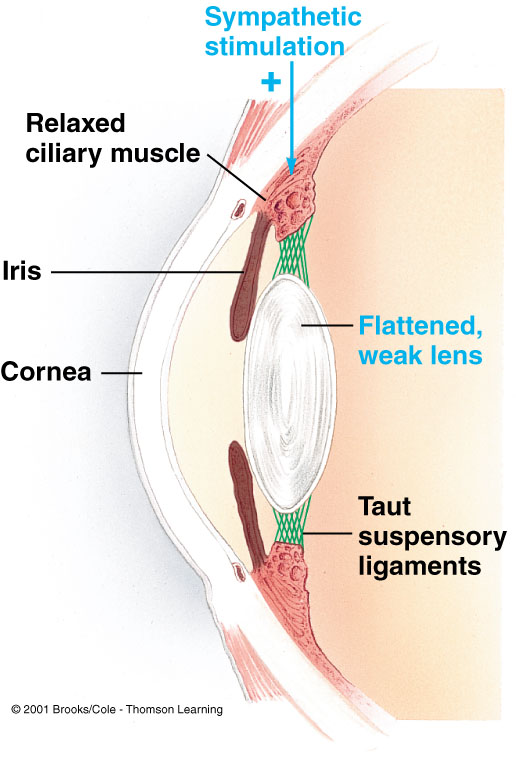 Sympathetic
stimulation
+
Relaxed
ciliary muscle
Iris
Cornea
Flattened,
weak lens
Taut
suspensory
ligaments
© 2001 Brooks/Cole - Thomson Learning